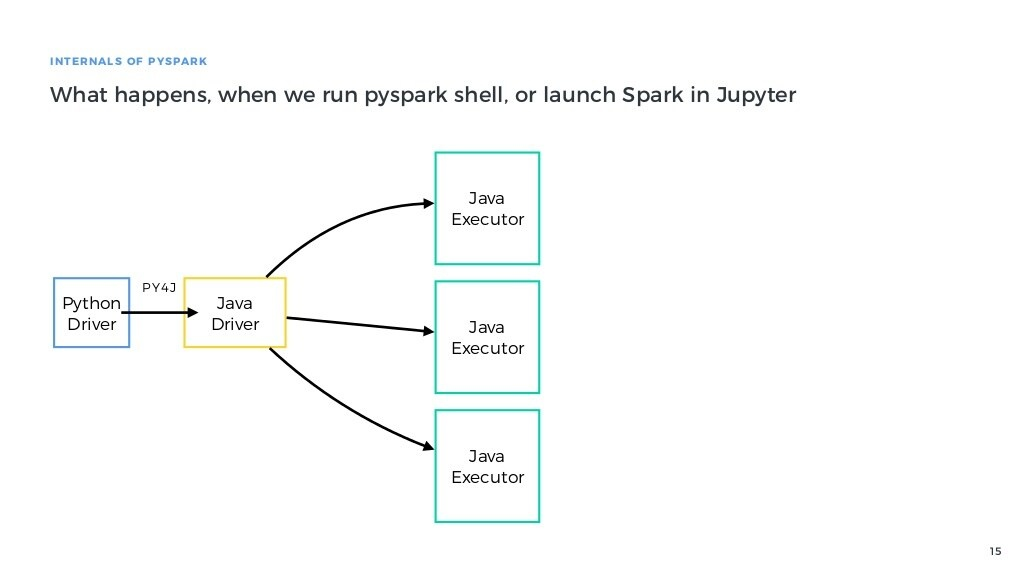 INTERNALS OF PYSPARK
What happens, when we run pyspark shell, or launch Spark in Jupyter
Java
Executor
PY4J
Python
Driver
Java
Driver
Java
Executor
Java
Executor
15